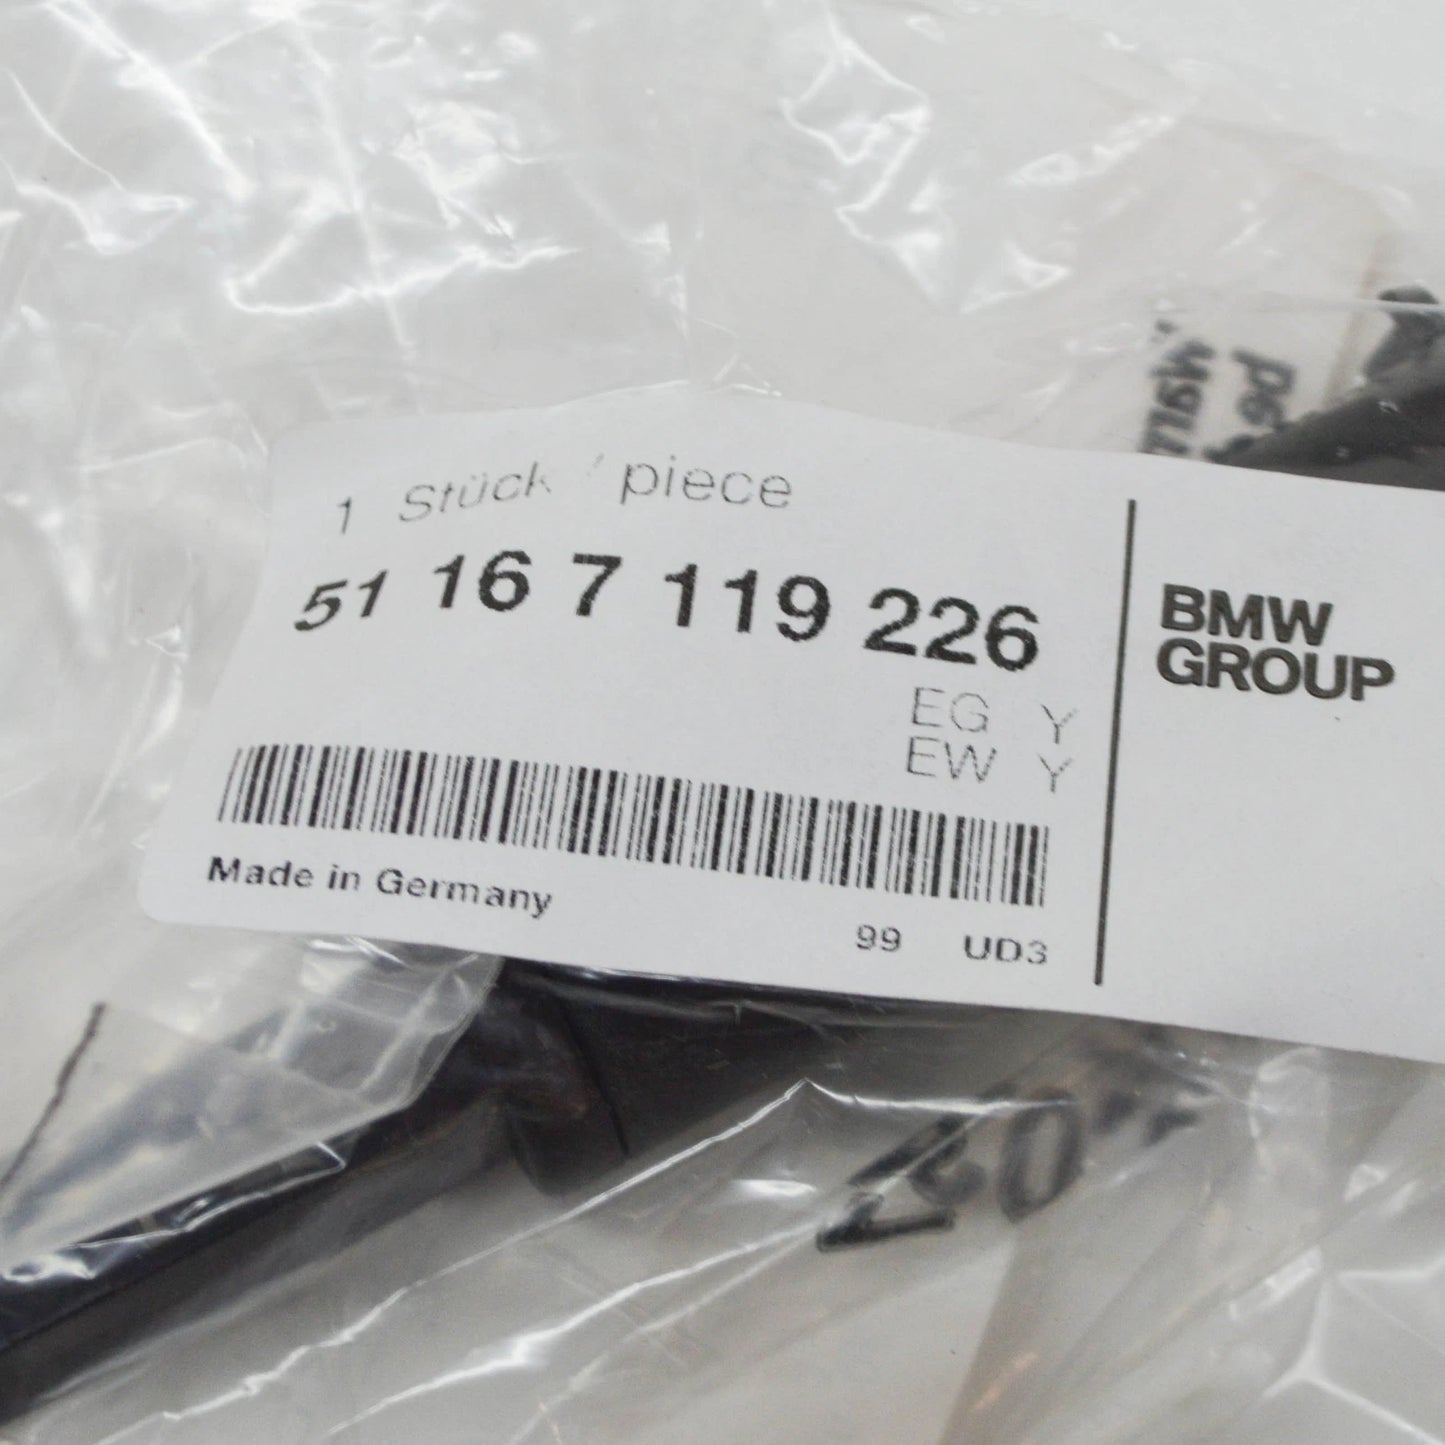 1 Stück / piece
51 16 7 119 226
EG Y
EW Y
Made in Germany
99 UD3
BMW
GROUP